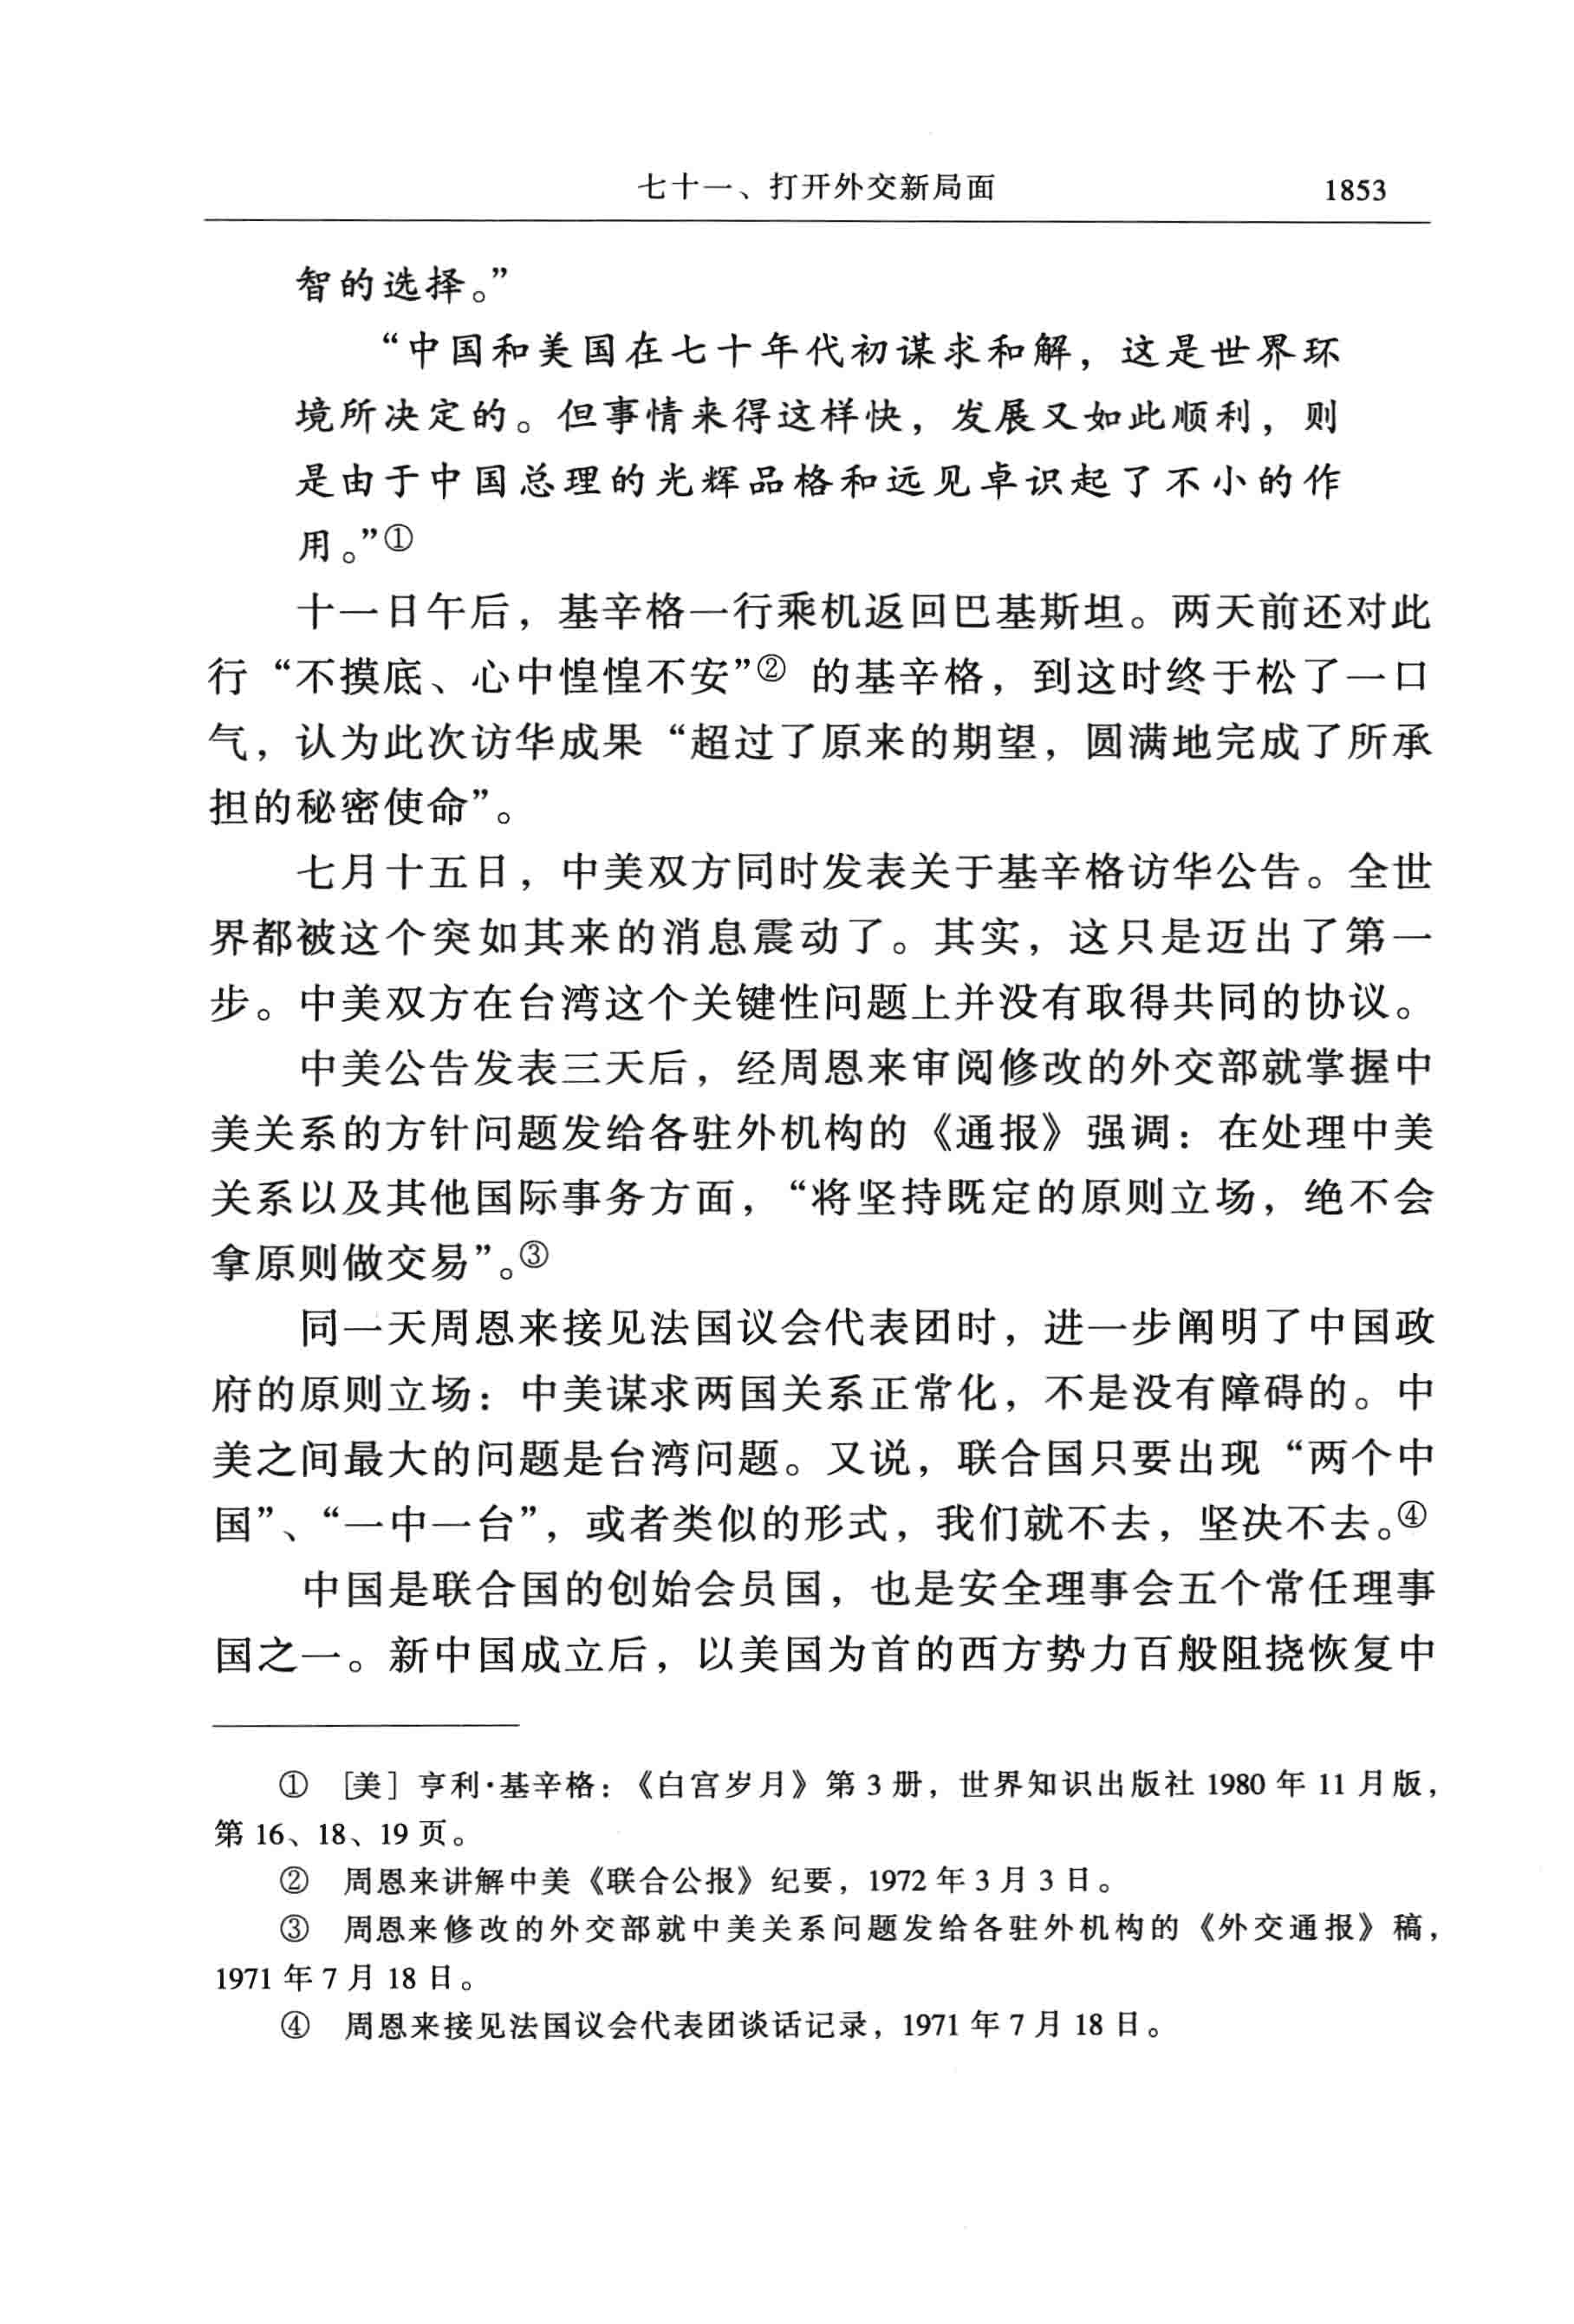 七十一、打开外交新局面 1853
智的选择。”
“中国和美国在七十年代初谋求和解，这是世界环
境所决定的。但事情来得这样快，发展又如此顺利，则
是由于中国总理的光辉品格和远见卓识起了不小的作
用。”①
十一日午后，基辛格一行乘机返回巴基斯坦。两天前还对此
行“不摸底、心中惶惶不安”② 的基辛格，到这时终于松了一口
气，认为此次访华成果“超过了原来的期望，圆满地完成了所承
担的秘密使命”。
七月十五日，中美双方同时发表关于基辛格访华公告。全世
界都被这个突如其来的消息震动了。其实，这只是迈出了第一
步。中美双方在台湾这个关键性问题上并没有取得共同的协议。
中美公告发表三天后，经周恩来审阅修改的外交部就掌握中
美关系的方针问题发给各驻外机构的《通报》强调：在处理中美
关系以及其他国际事务方面，“将坚持既定的原则立场，绝不会
拿原则做交易”。③
同一天周恩来接见法国议会代表团时，进一步阐明了中国政
府的原则立场：中美谋求两国关系正常化，不是没有障碍的。中
美之间最大的问题是台湾问题。又说，联合国只要出现“两个中
国”、“一中一台”，或者类似的形式，我们就不去，坚决不去。④
中国是联合国的创始会员国，也是安全理事会五个常任理事
国之一。新中国成立后，以美国为首的西方势力百般阻挠恢复中
① ［美］亨利·基辛格：《白宫岁月》第 3 册，世界知识出版社 1980 年 11 月版，
第 16、18、19 页。
② 周恩来讲解中美《联合公报》纪要，1972 年 3 月 3 日。
③ 周恩来修改的外交部就中美关系问题发给各驻外机构的《外交通报》稿，
1971 年 7 月 18 日。
④ 周恩来接见法国议会代表团谈话记录，1971 年 7 月 18 日。